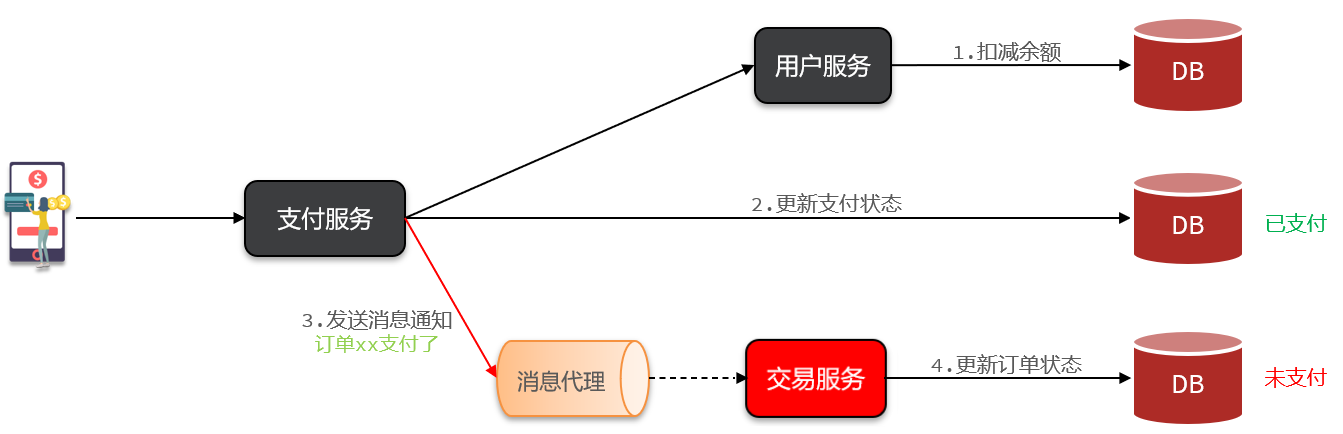 用户服务
1.扣减余额
DB
支付服务
2.更新支付状态
DB
已支付
3.发送消息通知
订单xx支付了
消息代理
交易服务
4.更新订单状态
DB
未支付
$
$
$